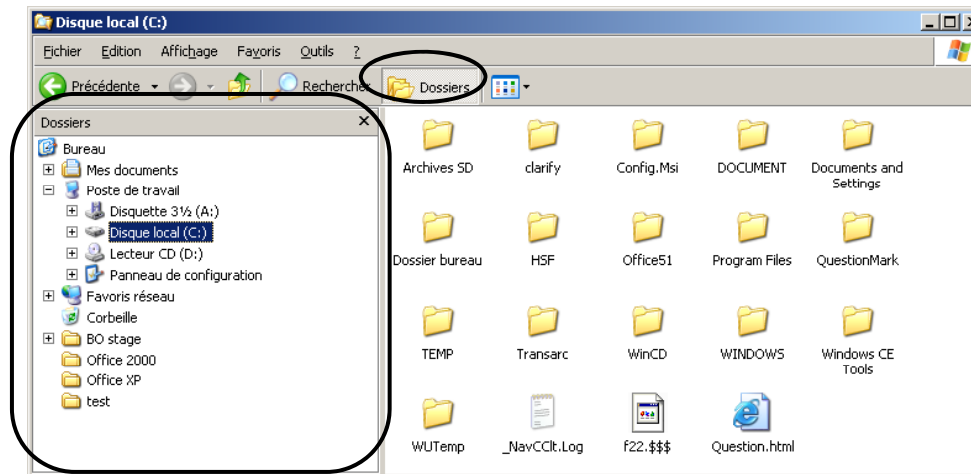 Disque local (C:)
Fichier Edition Affichage Favoris Outils ?
Précédente Rechercher Dossiers
Dossiers
Bureau
Mes documents
Poste de travail
Disquette 3½ (A:)
Disque local (C:)
Lecteur CD (D:)
Panneau de configuration
Favoris réseau
Corbeille
BO stage
Office 2000
Office XP
test
Archives SD clarify Config.Msi DOCUMENT Documents and
Settings
Dossier bureau HSF Office51 Program Files QuestionMark
TEMP Transarc WinCD WINDOWS Windows CE
Tools
WUTemp _NavCClt.Log f22.$$$ Question.html